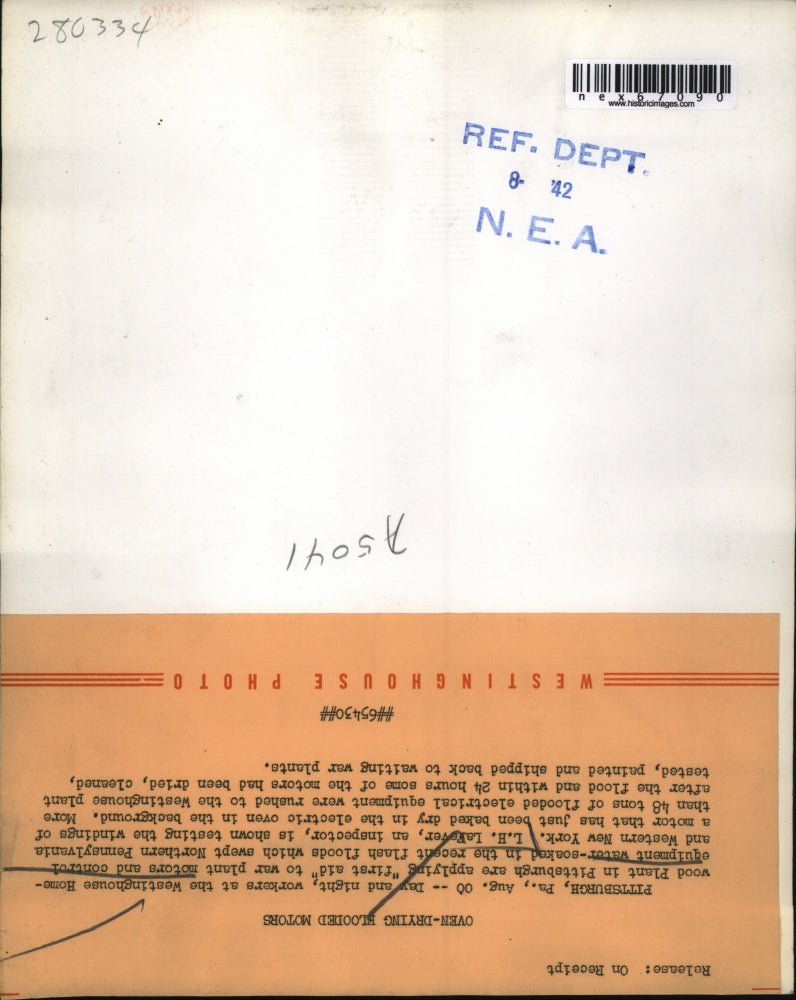 280334
nex67090
www.historicimages.com
REF. DEPT.
8- '42
N. E. A.
A5041
Release: On Receipt
OVEN-DRYING FLOODED MOTORS
PITTSBURGH, Pa., Aug. 00 -- Day and night, workers at the Westinghouse Home-
wood Plant in Pittsburgh are applying "first aid" to war plant motors and control
equipment water-soaked in the recent flash floods which swept Northern Pennsylvania
and Western New York. L.H. LaFever, an inspector, is shown testing the windings of
a motor that has just been baked dry in the electric oven in the background. More
than 48 tons of flooded electrical equipment were rushed to the Westinghouse plant
after the flood and within 24 hours some of the motors had been dried, cleaned,
tested, painted and shipped back to waiting war plants.
##65430##
WESTINGHOUSE PHOTO